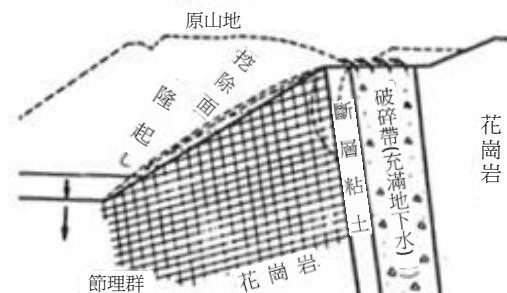 原山地
挖除面
隆起
斷層粘土
破碎帶(充滿地下水)
花崗岩
花崗岩
節理群